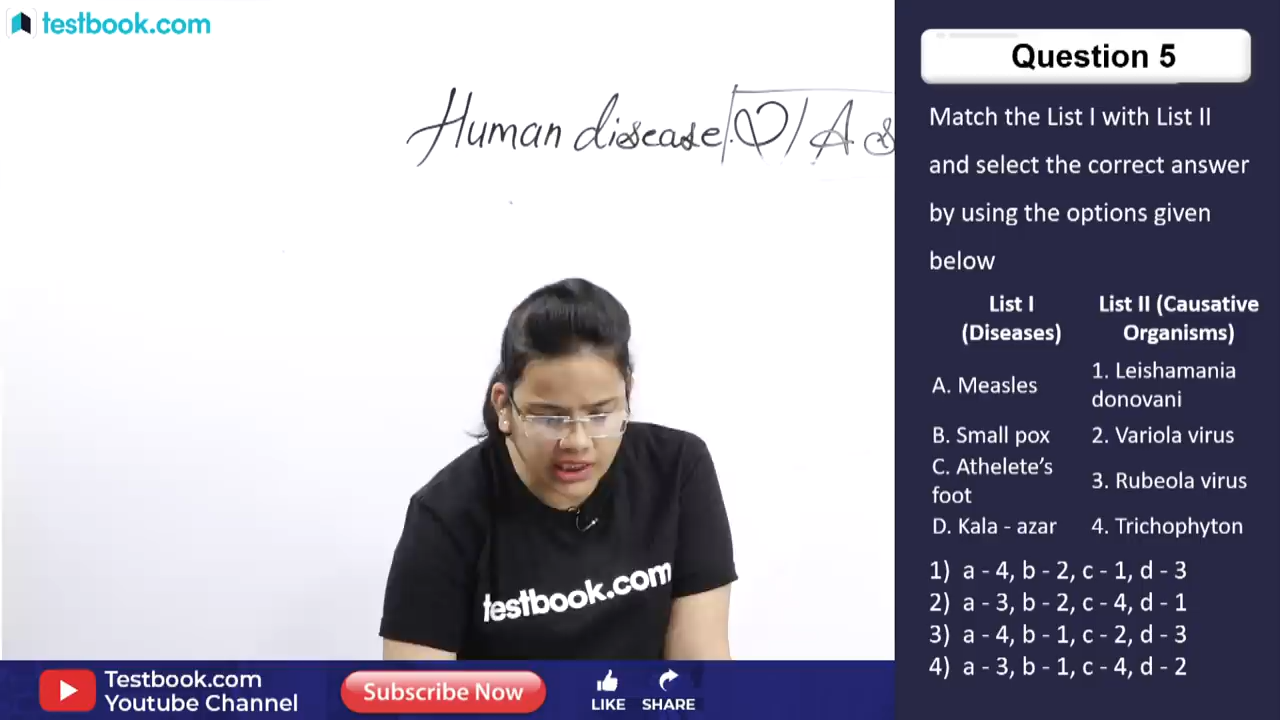 testbook.com
Human disease
Question 5
Match the List I with List II
and select the correct answer
by using the options given
below
List I
(Diseases)
List II (Causative
Organisms)
A. Measles
1. Leishamania
donovani
B. Small pox
2. Variola virus
C. Athelete’s
foot
3. Rubeola virus
D. Kala - azar
4. Trichophyton
1) a - 4, b - 2, c - 1, d - 3
2) a - 3, b - 2, c - 4, d - 1
3) a - 4, b - 1, c - 2, d - 3
4) a - 3, b - 1, c - 4, d - 2
testbook.com
Testbook.com
Youtube Channel
Subscribe Now
LIKE
SHARE